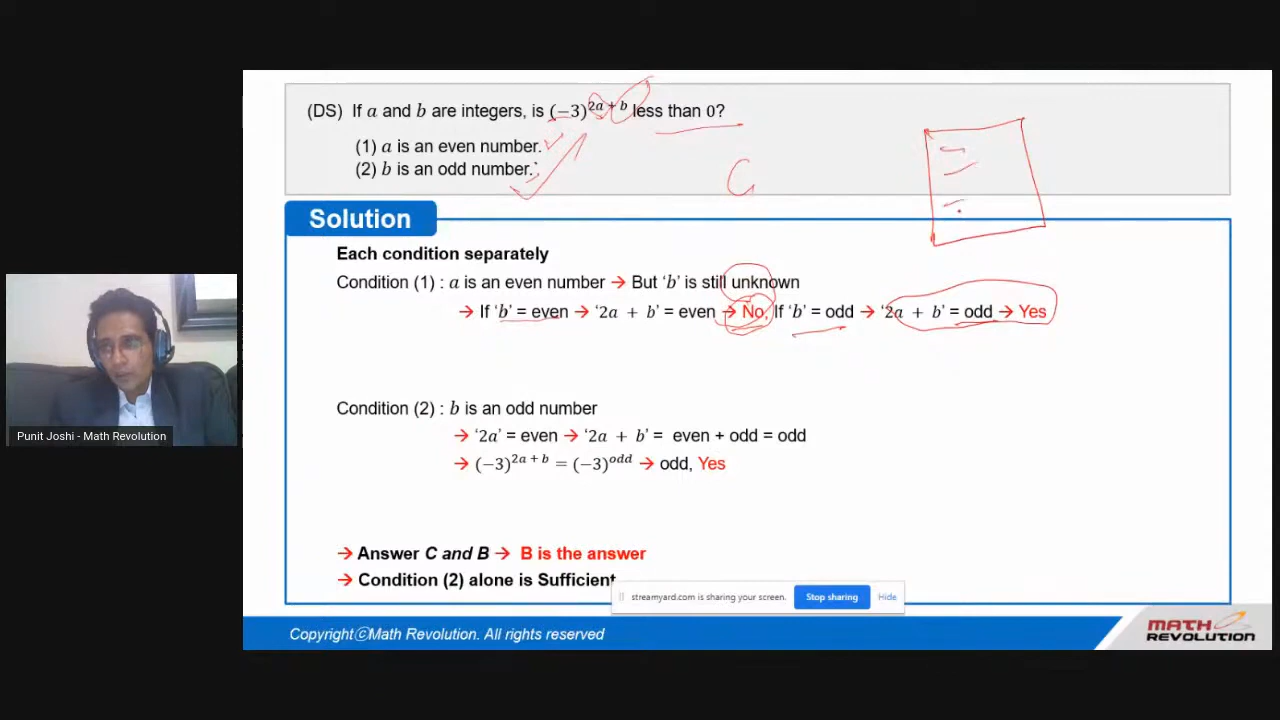 (DS) If a and b are integers, is (−3)^{2a+b} less than 0?
(1) a is an even number.
(2) b is an odd number.
C
Solution
Each condition separately
Condition (1) : a is an even number → But ‘b’ is still unknown
→ If ‘b’ = even → ‘2a + b’ = even → No, If ‘b’ = odd → ‘2a + b’ = odd → Yes
Condition (2) : b is an odd number
→ ‘2a’ = even → ‘2a + b’ = even + odd = odd
→ (−3)^{2a + b} = (−3)^{odd} → odd, Yes
→ Answer C and B → B is the answer
→ Condition (2) alone is Sufficient
streamyard.com is sharing your screen. Stop sharing Hide
Punit Joshi - Math Revolution
CopyrightⓒMath Revolution. All rights reserved
MATH
REVOLUTION